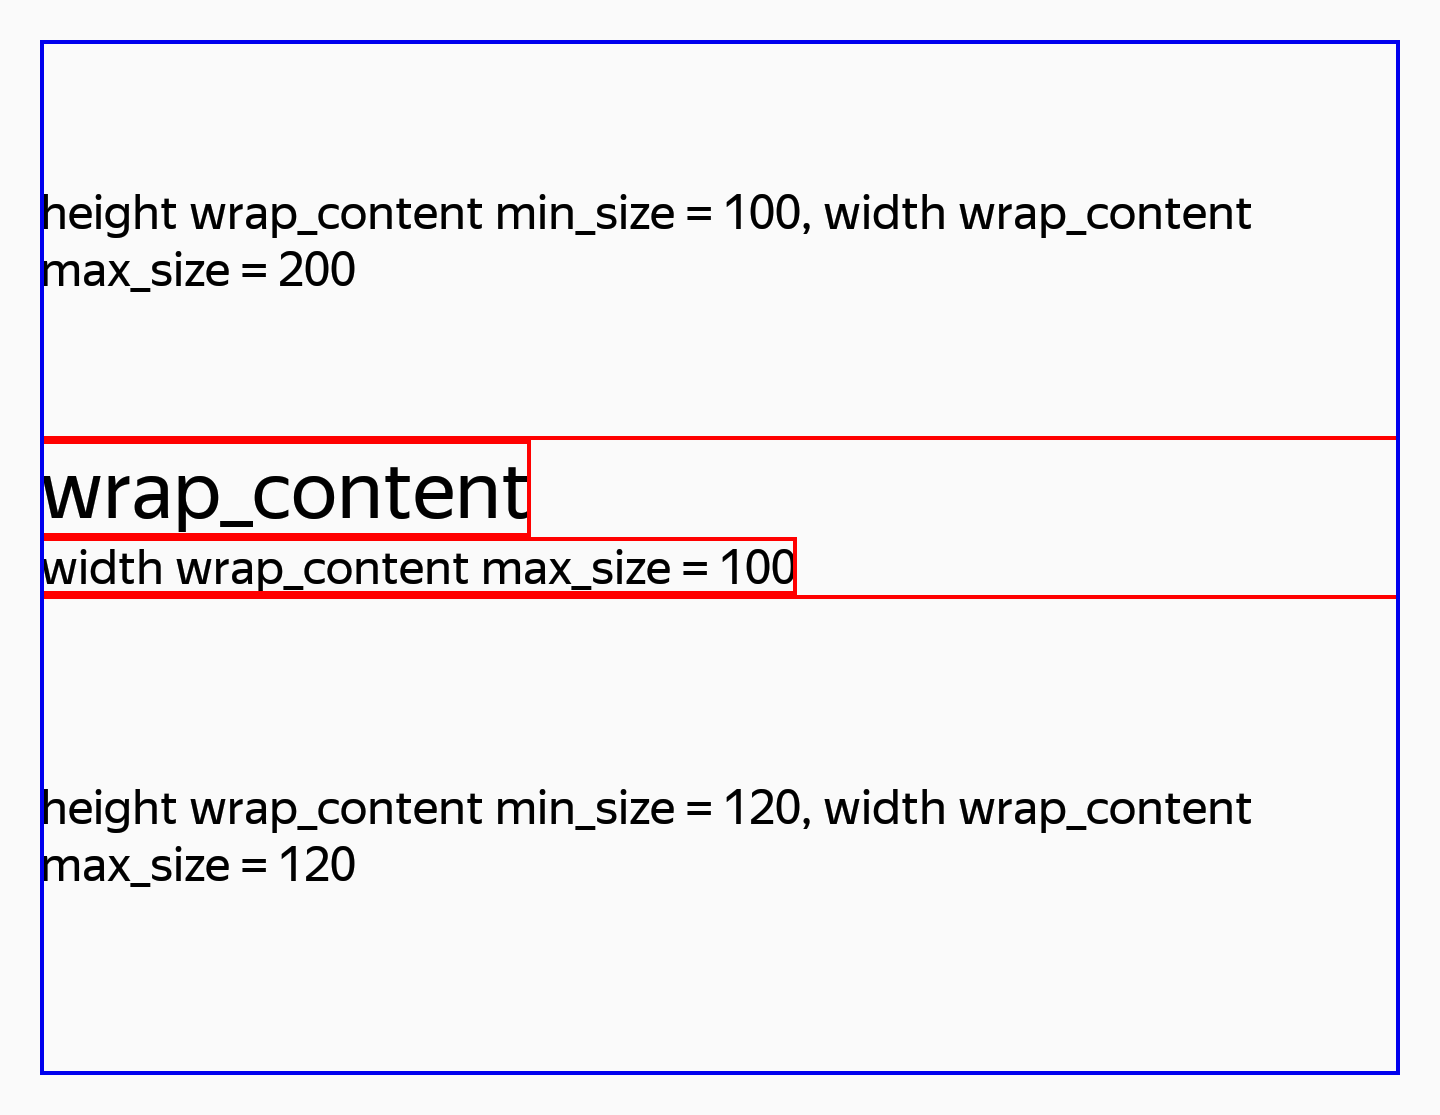 height wrap_content min_size = 100, width wrap_content
max_size = 200
wrap_content
width wrap_content max_size = 100
height wrap_content min_size = 120, width wrap_content
max_size = 120